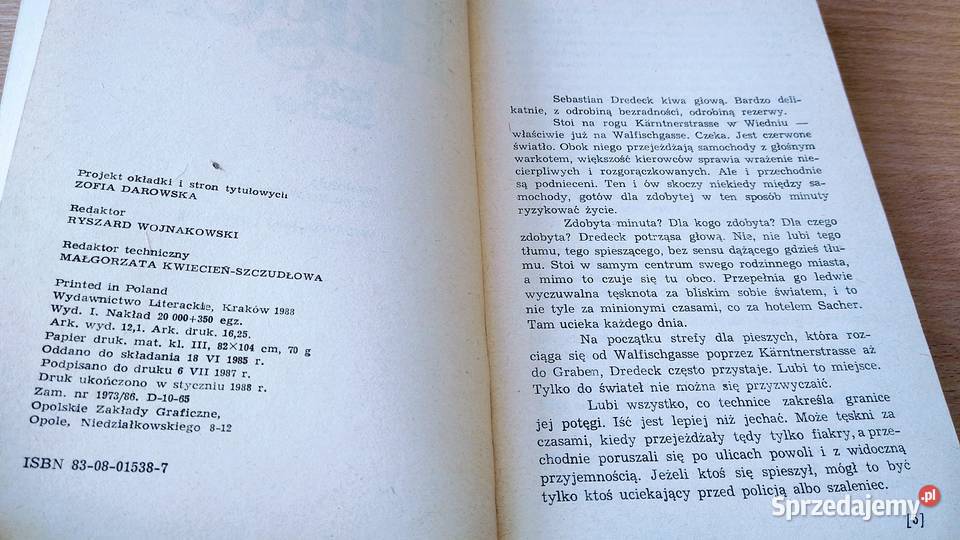 Projekt okładki i stron tytułowych
ZOFIA DAROWSKA
Redaktor
RYSZARD WOJNAKOWSKI
Redaktor techniczny
MAŁGORZATA KWIECIEŃ-SZCZUDŁOWA
Printed in Poland
Wydawnictwo Literackie, Kraków 1988
Wyd. I. Nakład 20 000+350 egz.
Ark. wyd. 12,1. Ark. druk. 16,25.
Papier druk. mat. kl. III, 82×104 cm, 70 g
Oddano do składania 18 VI 1985 r.
Podpisano do druku 6 VII 1987 r.
Druk ukończono w styczniu 1988 r.
Zam. nr 1973/86. D-10-65
Opolskie Zakłady Graficzne,
Opole, Niedziałkowskiego 8-12
ISBN 83-08-01538-7
Sebastian Dredeck kiwa głową. Bardzo deli-
katnie, z odrobiną bezradności, odrobiną rezerwy.
Stoi na rogu Kärntnerstrasse w Wiedniu —
właściwie już na Walfischgasse. Czeka. Jest czerwone
światło. Obok niego przejeżdżają samochody z głośnym
warkotem, większość kierowców sprawia wrażenie nie-
cierpliwych i rozgorączkowanych. Ale i przechodnie
są podnieceni. Ten i ów skoczy niekiedy między sa-
mochody, gotów dla zdobytej w ten sposób minuty
ryzykować życie.
Zdobyta minuta? Dla kogo zdobyta? Dla czego
zdobyta? Dredeck potrząsa głową. Nie, nie lubi tego
tłumu, tego spieszącego, bez sensu dążącego gdzieś tłu-
mu. Stoi w samym centrum swego rodzinnego miasta,
a mimo to czuje się tu obco. Przepełnia go ledwie
wyczuwalna tęsknota za bliskim sobie światem, i to
nie tyle za minionymi czasami, co za hotelem Sacher.
Tam ucieka każdego dnia.
Na początku strefy dla pieszych, która roz-
ciąga się od Walfischgasse poprzez Kärntnerstrasse aż
do Graben, Dredeck często przystaje. Lubi to miejsce.
Tylko do świateł nie można się przyzwyczaić.
Lubi wszystko, co technice zakreśla granice
jej potęgi. Iść jest lepiej niż jechać. Może tęskni za
czasami, kiedy przejeżdżały tędy tylko fiakry, a prze-
chodnie poruszali się po ulicach powoli i z widoczną
przyjemnością. Jeżeli ktoś się spieszył, mógł to być
tylko ktoś uciekający przed policją albo szaleniec.
[5]
Sprzedajemy.pl